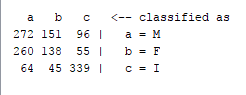 a b c <-- classified as
272 151 96 | a = M
260 138 55 | b = F
64 45 339 | c = I